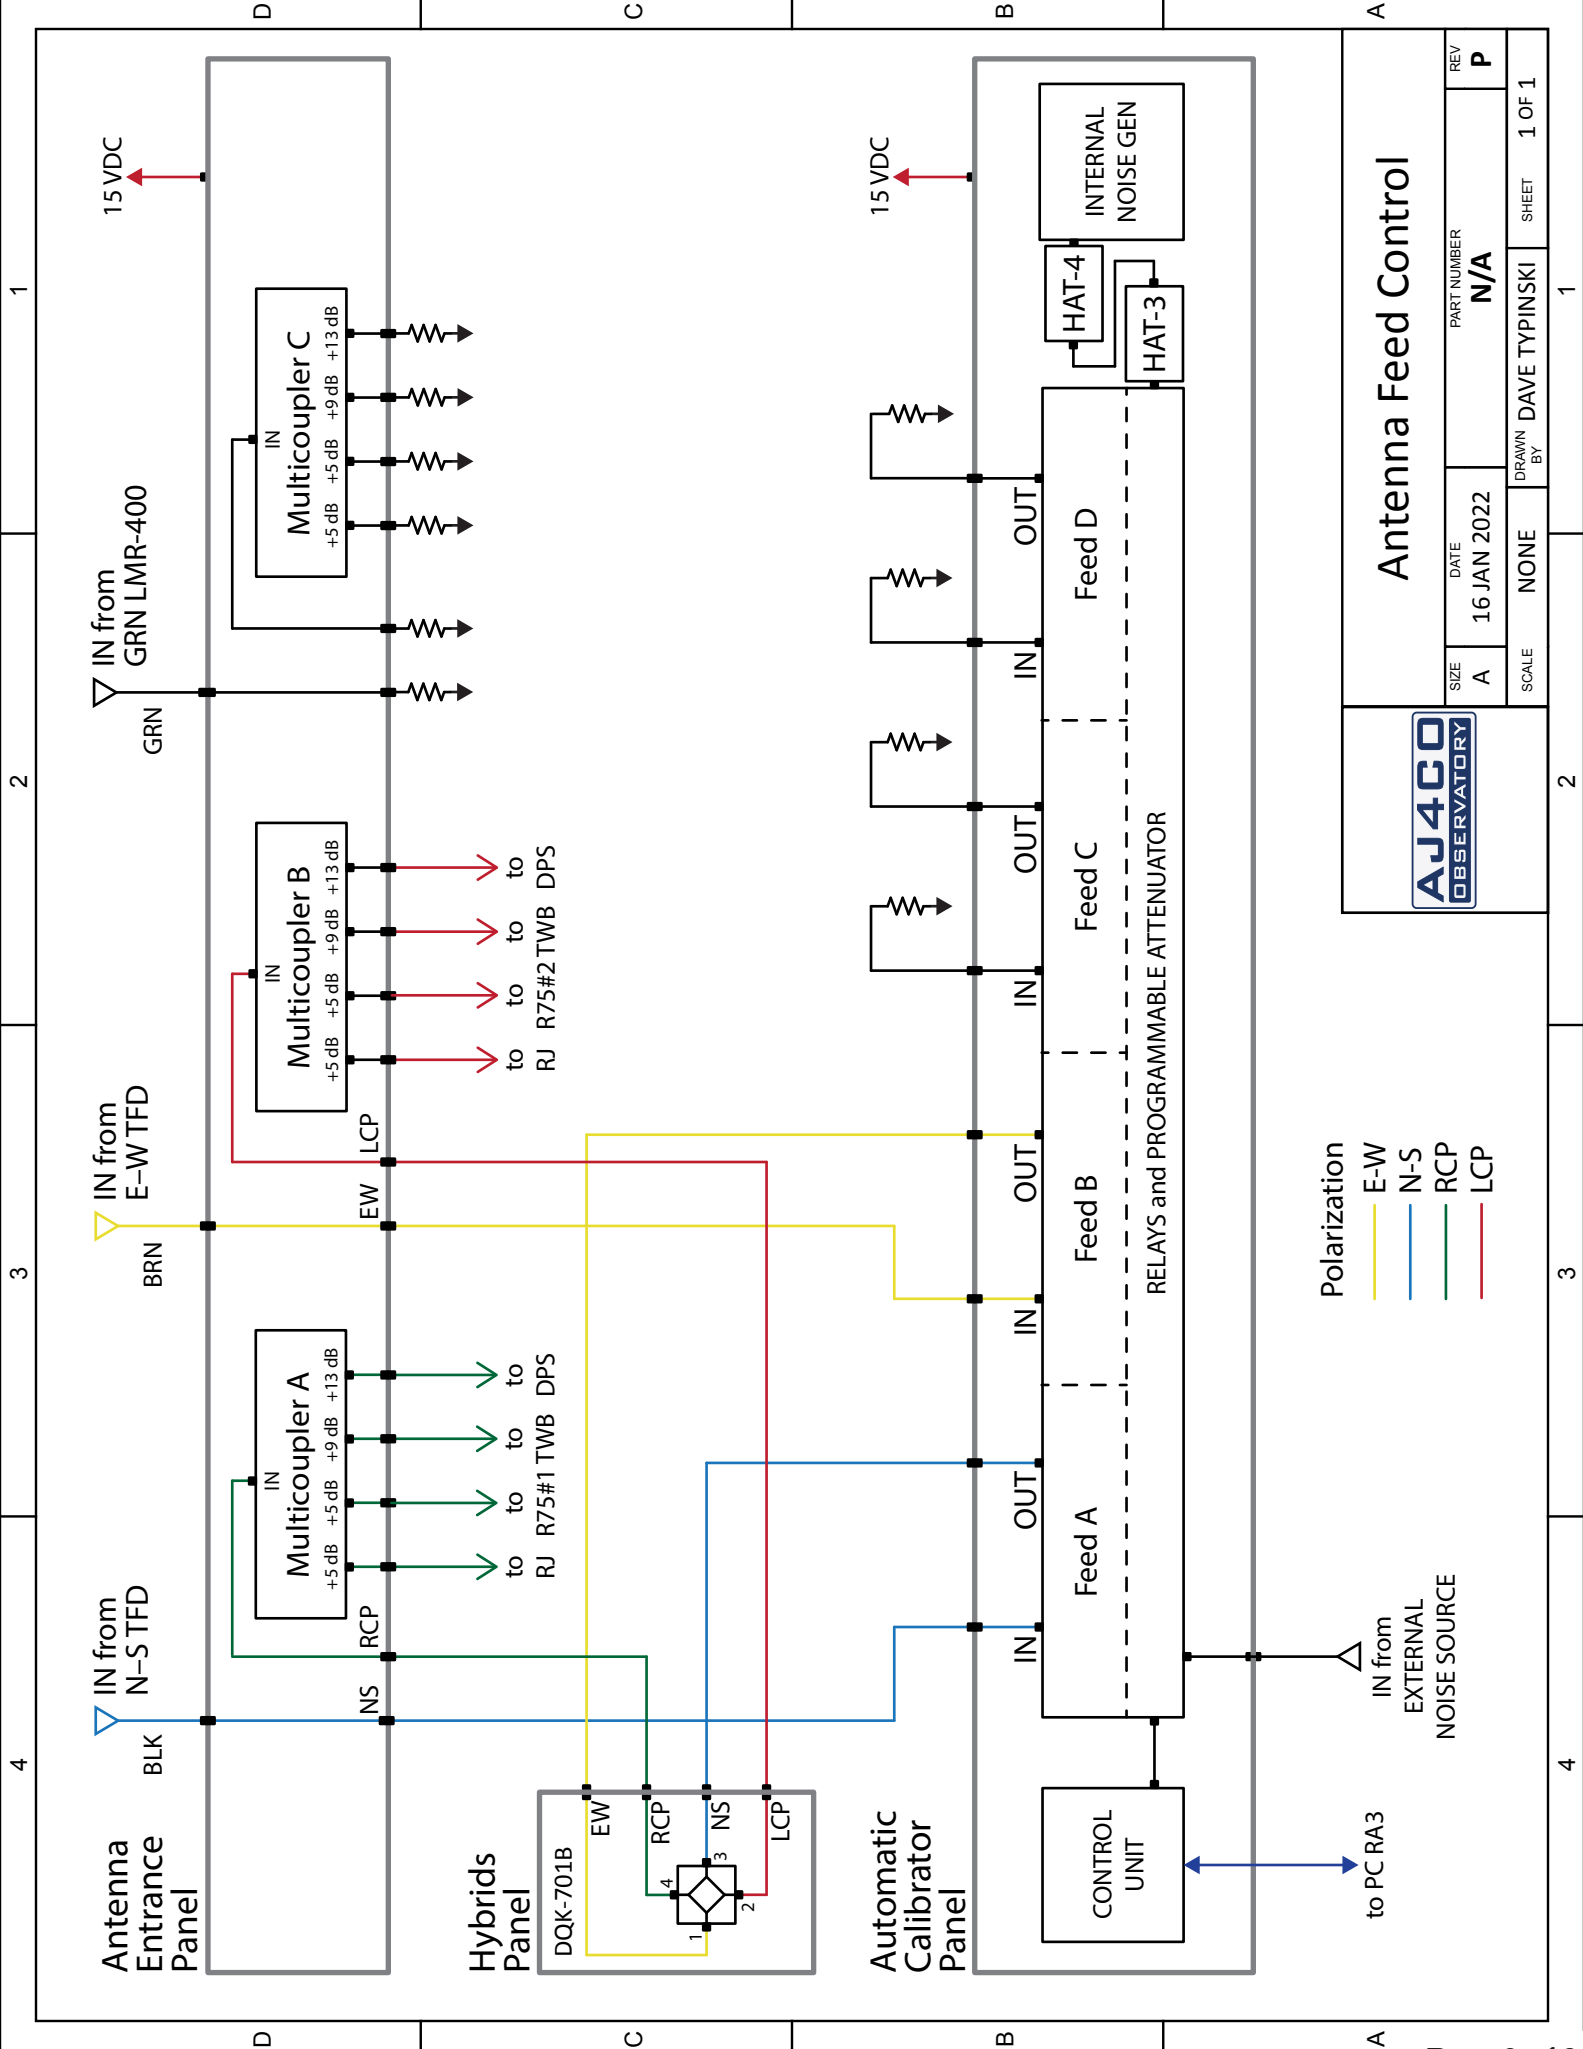 4
3
2
1
D
C
B
A
D
C
B
A
4
3
2
1
Antenna
Entrance
Panel
BLK
IN from
N–S TFD
NS
RCP
Multicoupler A
IN
+5 dB
+5 dB
+9 dB
+13 dB
to
RJ
to
R75#1
to
TWB
to
DPS
BRN
IN from
E–W TFD
EW
LCP
Multicoupler B
IN
+5 dB
+5 dB
+9 dB
+13 dB
to
RJ
to
R75#2
to
TWB
to
DPS
GRN
IN from
GRN LMR-400
Multicoupler C
IN
+5 dB
+5 dB
+9 dB
+13 dB
15 VDC
Hybrids
Panel
DQK-701B
EW
RCP
NS
LCP
1
2
3
4
Automatic
Calibrator
Panel
15 VDC
IN
OUT
IN
OUT
IN
OUT
IN
OUT
Feed A
Feed B
Feed C
Feed D
RELAYS and PROGRAMMABLE ATTENUATOR
HAT-4
HAT-3
INTERNAL
NOISE GEN
CONTROL
UNIT
to PC RA3
IN from
EXTERNAL
NOISE SOURCE
Polarization
E-W
N-S
RCP
LCP
AJ4CO
OBSERVATORY
Antenna Feed Control
SIZE
A
DATE
16 JAN 2022
PART NUMBER
N/A
REV
P
SCALE
NONE
DRAWN
BY
DAVE TYPINSKI
SHEET
1 OF 1